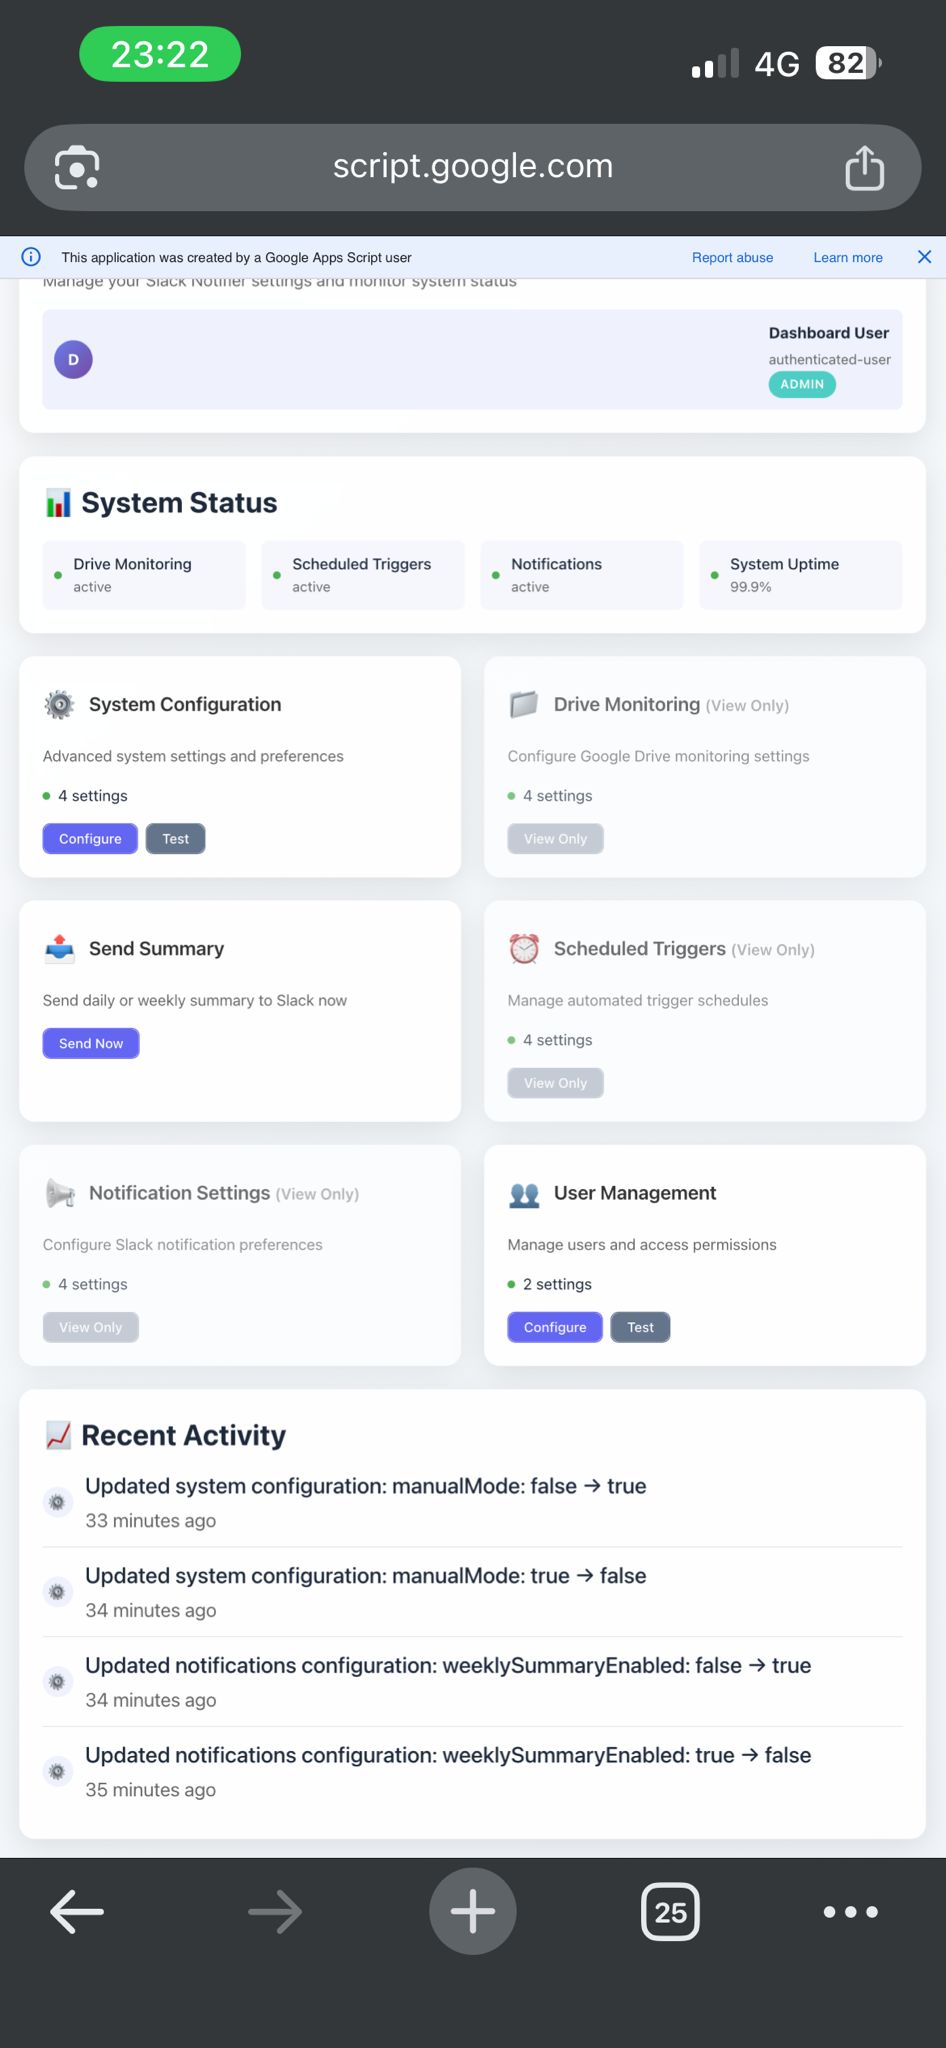 23:22
4G 82
script.google.com
This application was created by a Google Apps Script user Report abuse Learn more
Manage your Slack Notifier settings and monitor system status
D
Dashboard User
authenticated-user
ADMIN
System Status
Drive Monitoring
active
Scheduled Triggers
active
Notifications
active
System Uptime
99.9%
System Configuration
Advanced system settings and preferences
4 settings
Configure Test
Drive Monitoring (View Only)
Configure Google Drive monitoring settings
4 settings
View Only
Send Summary
Send daily or weekly summary to Slack now
Send Now
Scheduled Triggers (View Only)
Manage automated trigger schedules
4 settings
View Only
Notification Settings (View Only)
Configure Slack notification preferences
4 settings
View Only
User Management
Manage users and access permissions
2 settings
Configure Test
Recent Activity
Updated system configuration: manualMode: false → true
33 minutes ago
Updated system configuration: manualMode: true → false
34 minutes ago
Updated notifications configuration: weeklySummaryEnabled: false → true
34 minutes ago
Updated notifications configuration: weeklySummaryEnabled: true → false
35 minutes ago
25